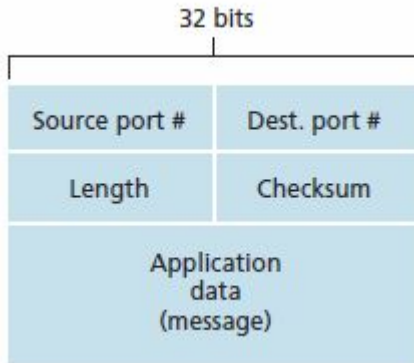 32 bits
Source port #
Dest. port #
Length
Checksum
Application
data
(message)